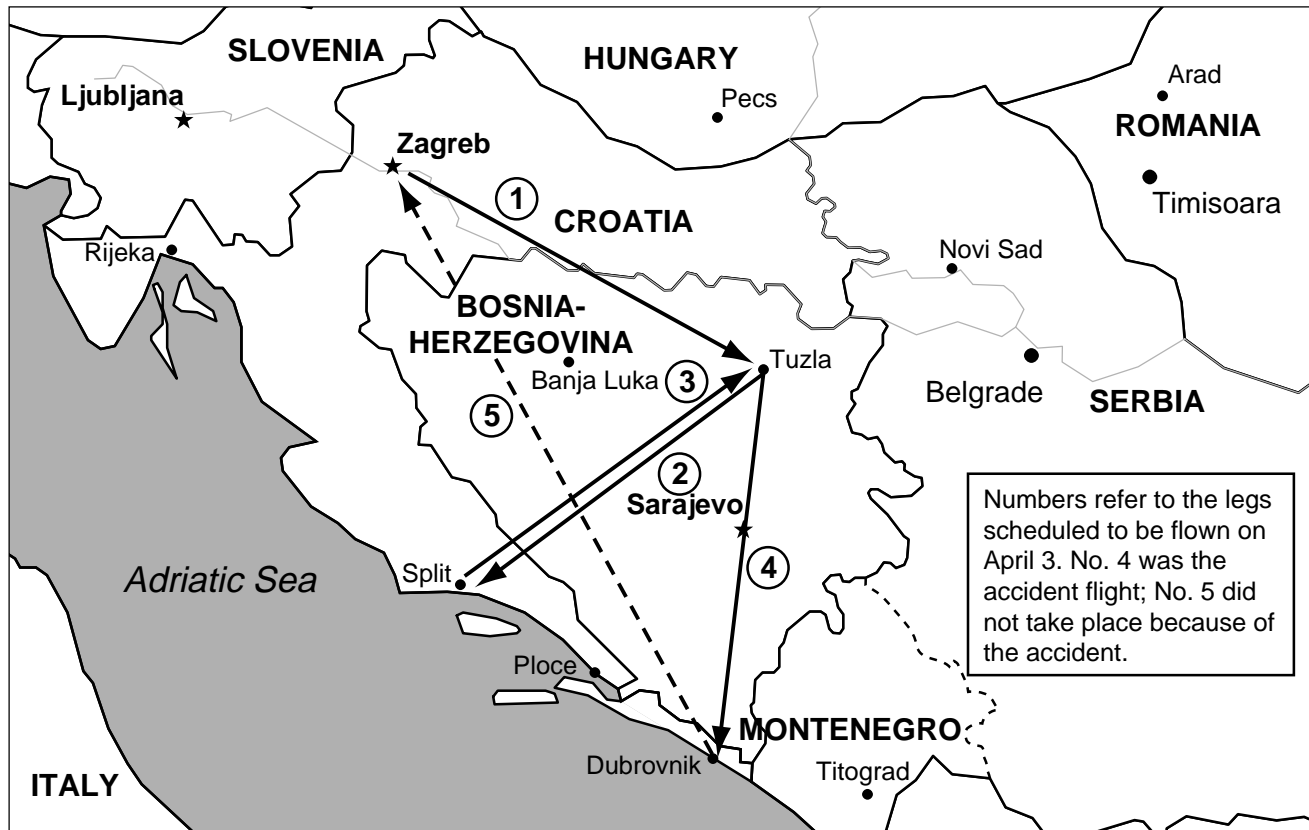 SLOVENIA
HUNGARY
Arad
Ljubljana
Pecs
ROMANIA
Zagreb
1
Timisoara
CROATIA
Rijeka
Novi Sad
BOSNIA-
HERZEGOVINA
Banja Luka
3
Tuzla
5
Belgrade
SERBIA
2
Sarajevo
4
Numbers refer to the legs
scheduled to be flown on
April 3. No. 4 was the
accident flight; No. 5 did
not take place because of
the accident.
Adriatic Sea
Split
Ploce
MONTENEGRO
Dubrovnik
Titograd
ITALY